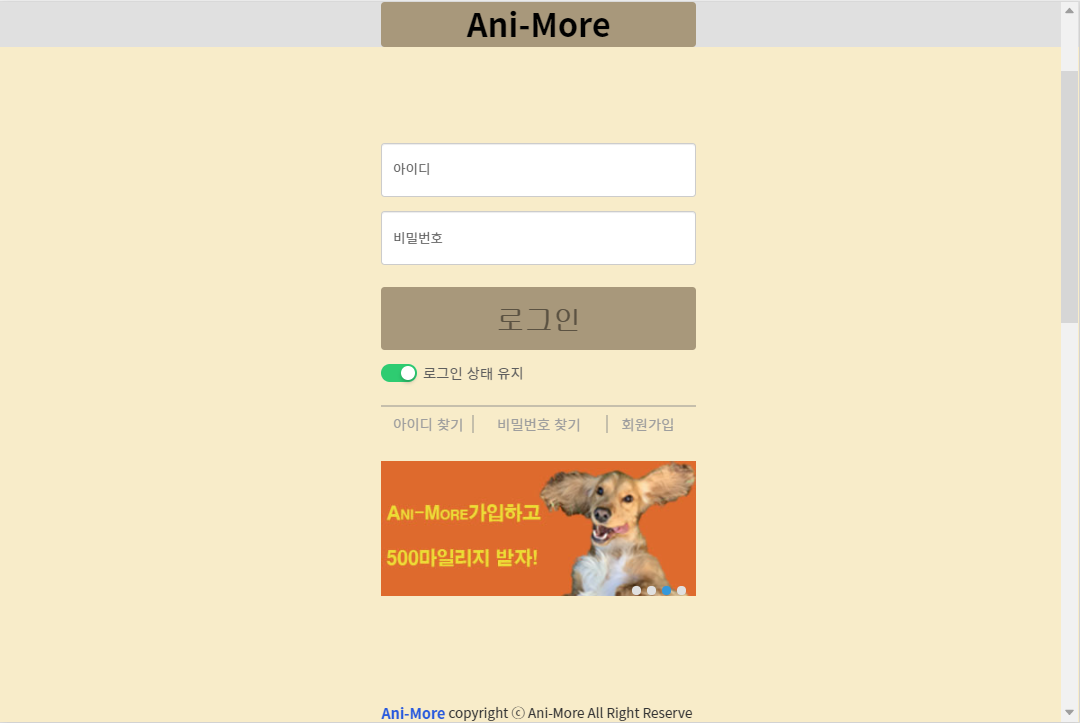 Ani-More
아이디
비밀번호
로그인
로그인 상태 유지
아이디 찾기 | 비밀번호 찾기 | 회원가입
Ani-More가입하고
500마일리지 받자!
Ani-More copyright ⓒ Ani-More All Right Reserve